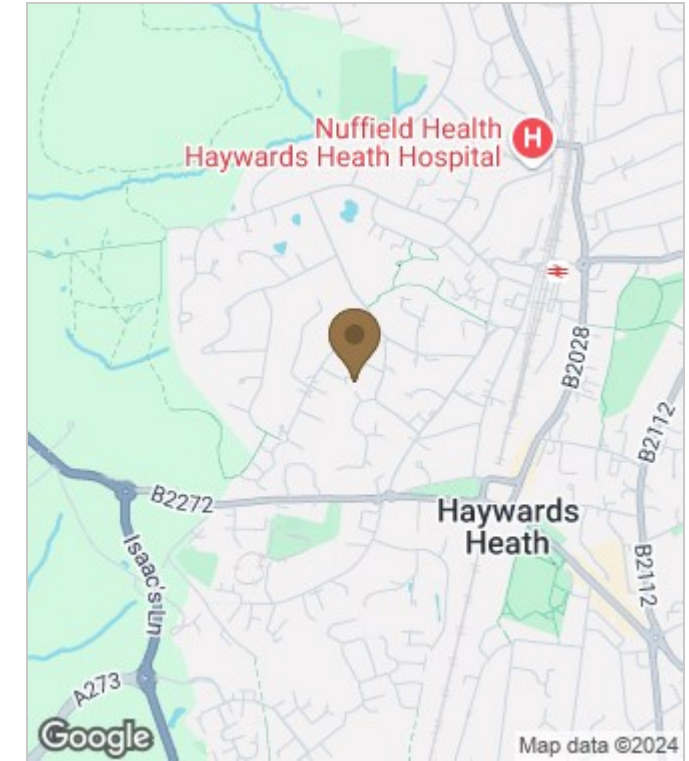 Nuffield Health
Haywards Heath Hospital
H
B2028
B2112
B2272
Haywards
Heath
Isaac's Ln
B2112
A273
Google
Map data ©2024